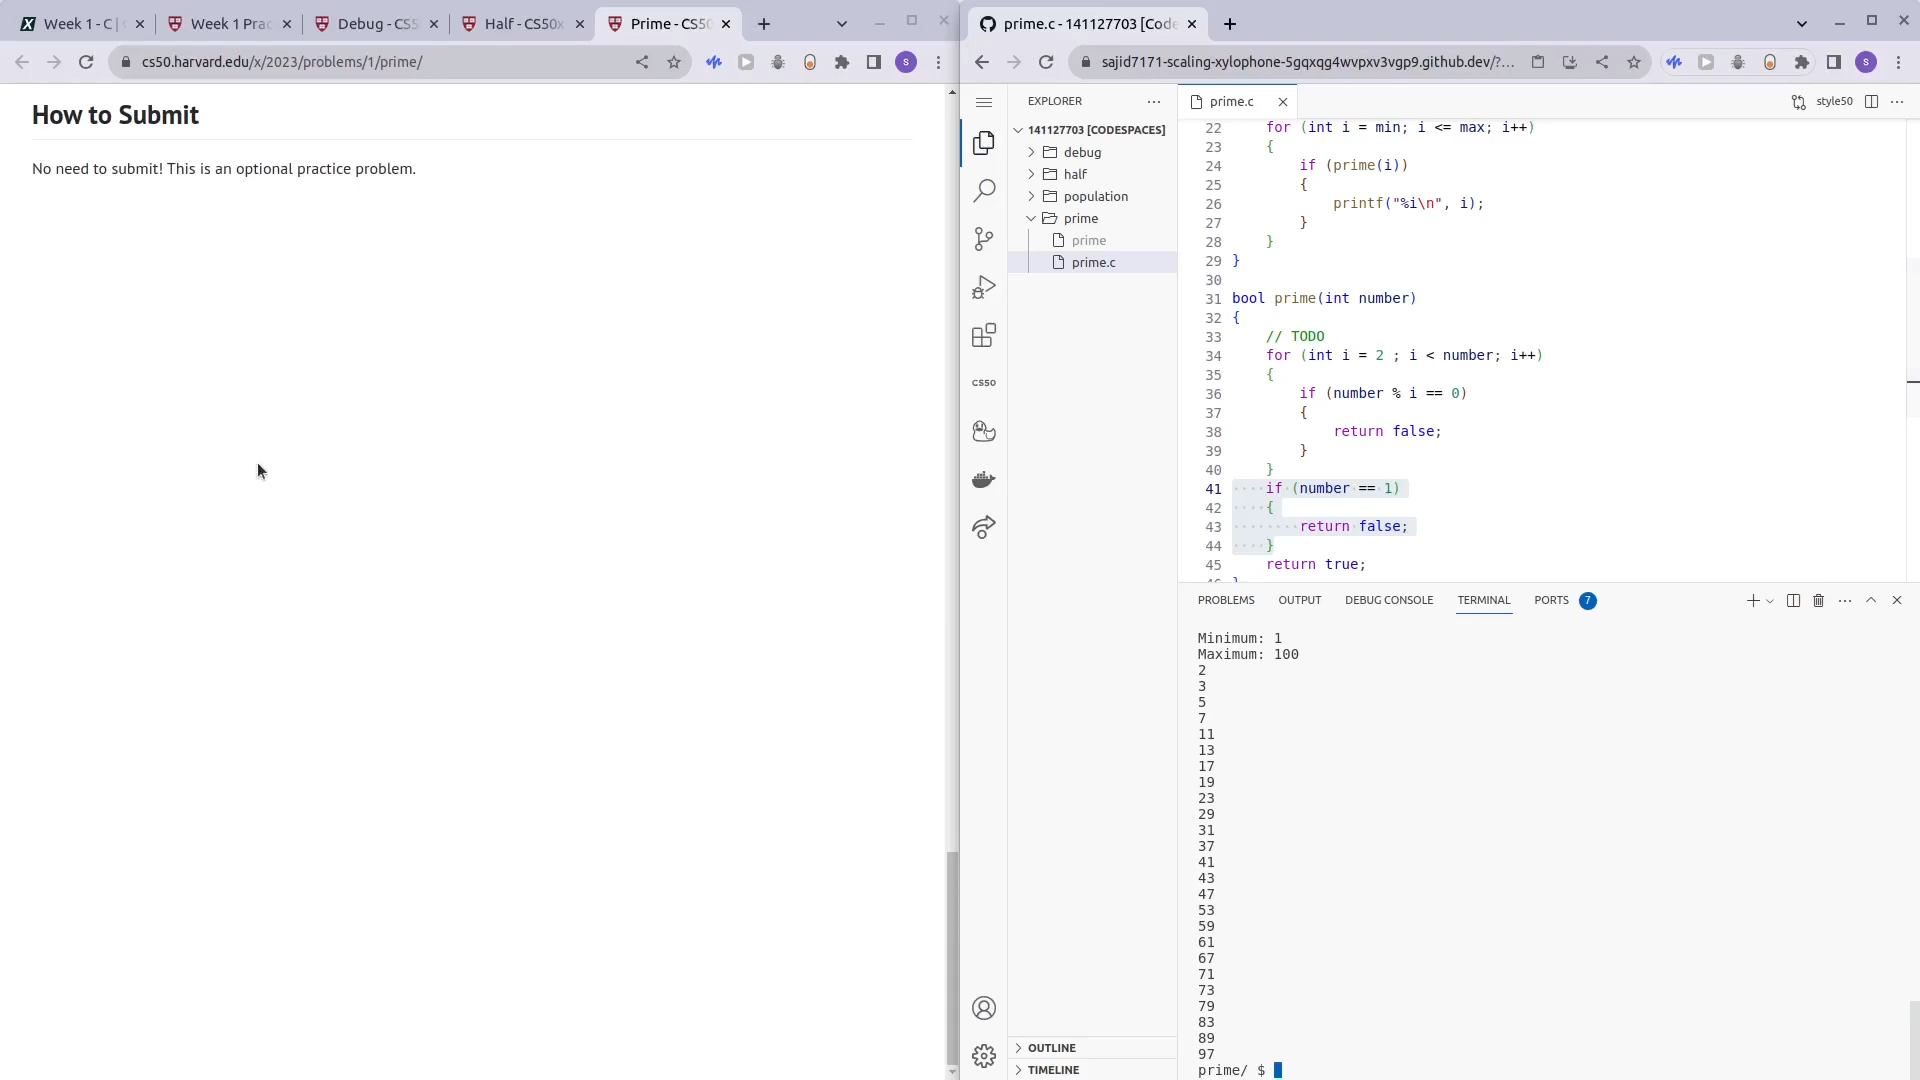 Week 1 - C |
Week 1 Prac
Debug - CS5
Half - CS50x
Prime - CS50
cs50.harvard.edu/x/2023/problems/1/prime/
S
How to Submit
No need to submit! This is an optional practice problem.
prime.c - 141127703 [Code
sajid7171-scaling-xylophone-5gqxqg4wvpxv3vgp9.github.dev/?...
S
EXPLORER
141127703 [CODESPACES]
debug
half
population
prime
prime
prime.c
CS50
OUTLINE
TIMELINE
prime.c
style50
22 for (int i = min; i <= max; i++)
23 {
24 if (prime(i))
25 {
26 printf("%i\n", i);
27 }
28 }
29 }
30
31 bool prime(int number)
32 {
33 // TODO
34 for (int i = 2 ; i < number; i++)
35 {
36 if (number % i == 0)
37 {
38 return false;
39 }
40 }
41 if (number == 1)
42 {
43 return false;
44 }
45 return true;
46 }
PROBLEMS OUTPUT DEBUG CONSOLE TERMINAL PORTS 7
Minimum: 1
Maximum: 100
2
3
5
7
11
13
17
19
23
29
31
37
41
43
47
53
59
61
67
71
73
79
83
89
97
prime/ $